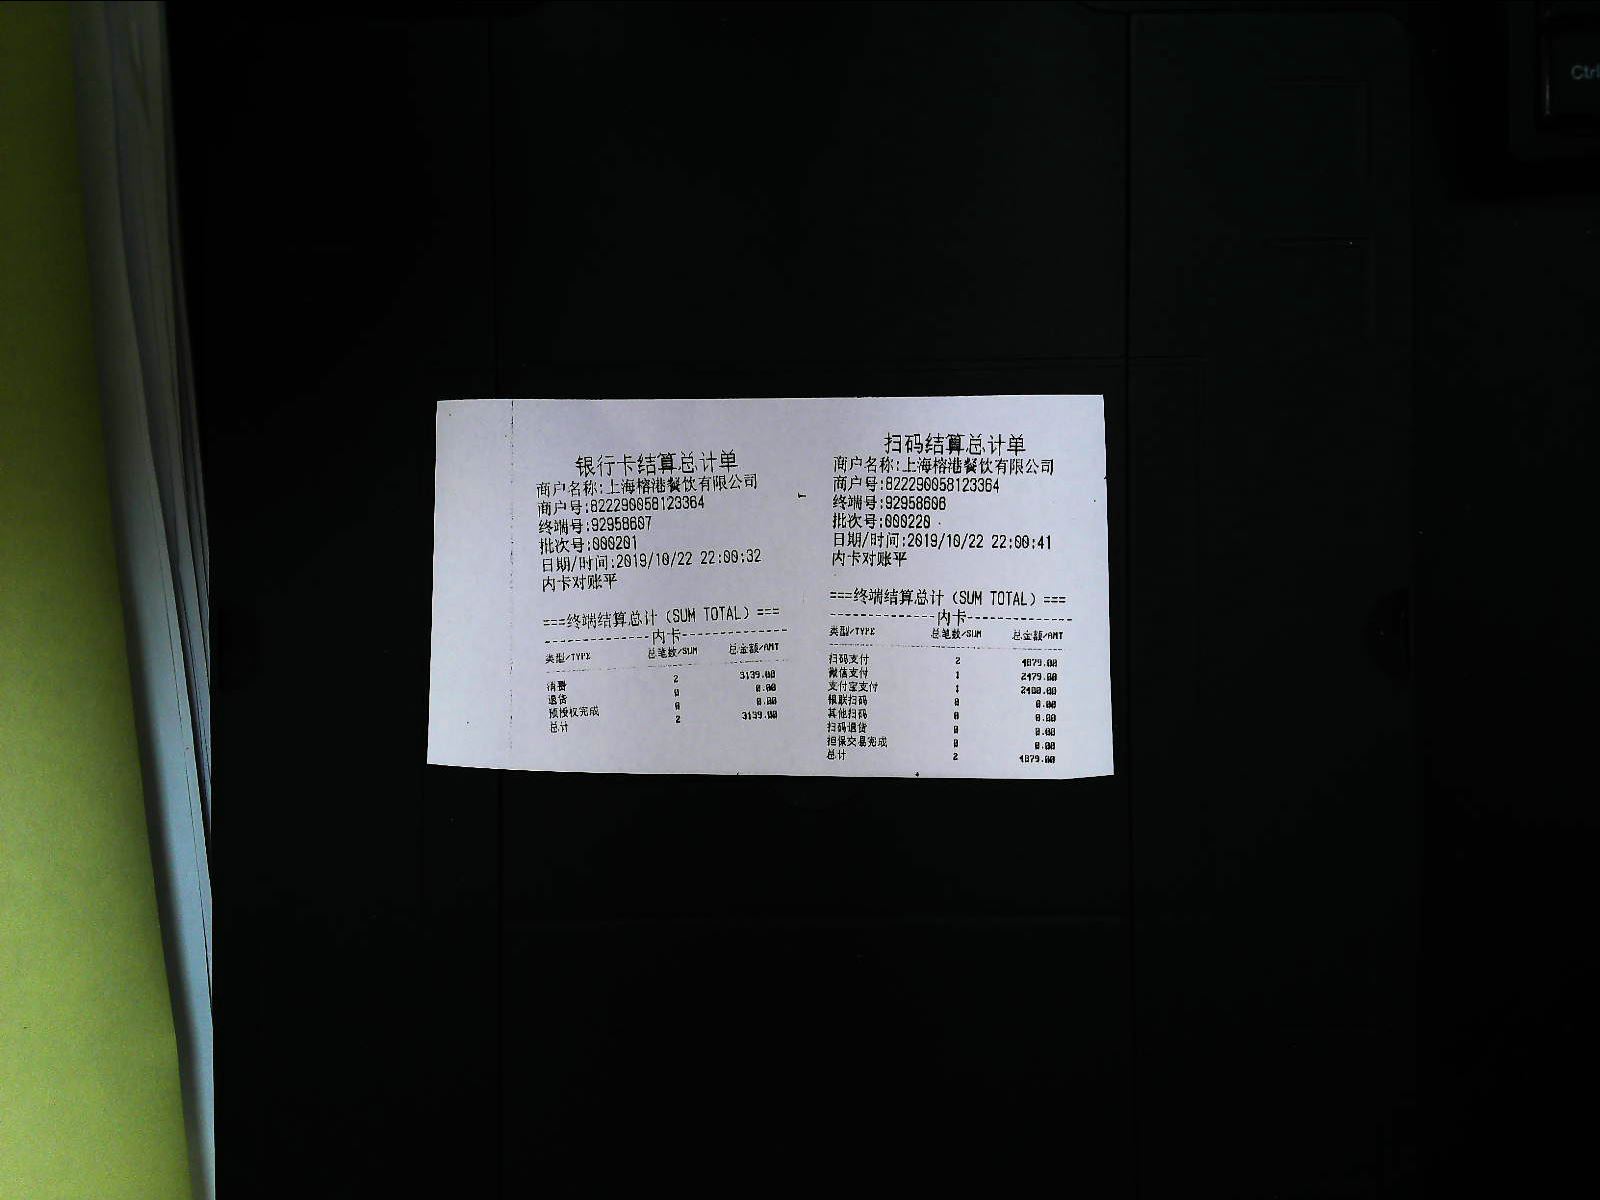 银行卡结算总计单
商户名称:上海榕港餐饮有限公司
商户号:822290058123364
终端号:92958607
批次号:000201
日期/时间:2019/10/22 22:00:32
内卡对账平
===终端结算总计(SUM TOTAL)===
---------------内卡---------------
类型/TYPE 总笔数/SUM 总金额/AMT
消费 2 3139.00
退货 0 0.00
预授权完成 0 0.00
总计 2 3139.00
扫码结算总计单
商户名称:上海榕港餐饮有限公司
商户号:822290058123364
终端号:92958606
批次号:000220
日期/时间:2019/10/22 22:00:41
内卡对账平
===终端结算总计(SUM TOTAL)===
---------------内卡---------------
类型/TYPE 总笔数/SUM 总金额/AMT
扫码支付 2 4879.00
微信支付 1 2479.00
支付宝支付 1 2400.00
银联扫码 0 0.00
其他扫码 0 0.00
扫码退货 0 0.00
担保交易完成 0 0.00
总计 2 4879.00
Ctrl